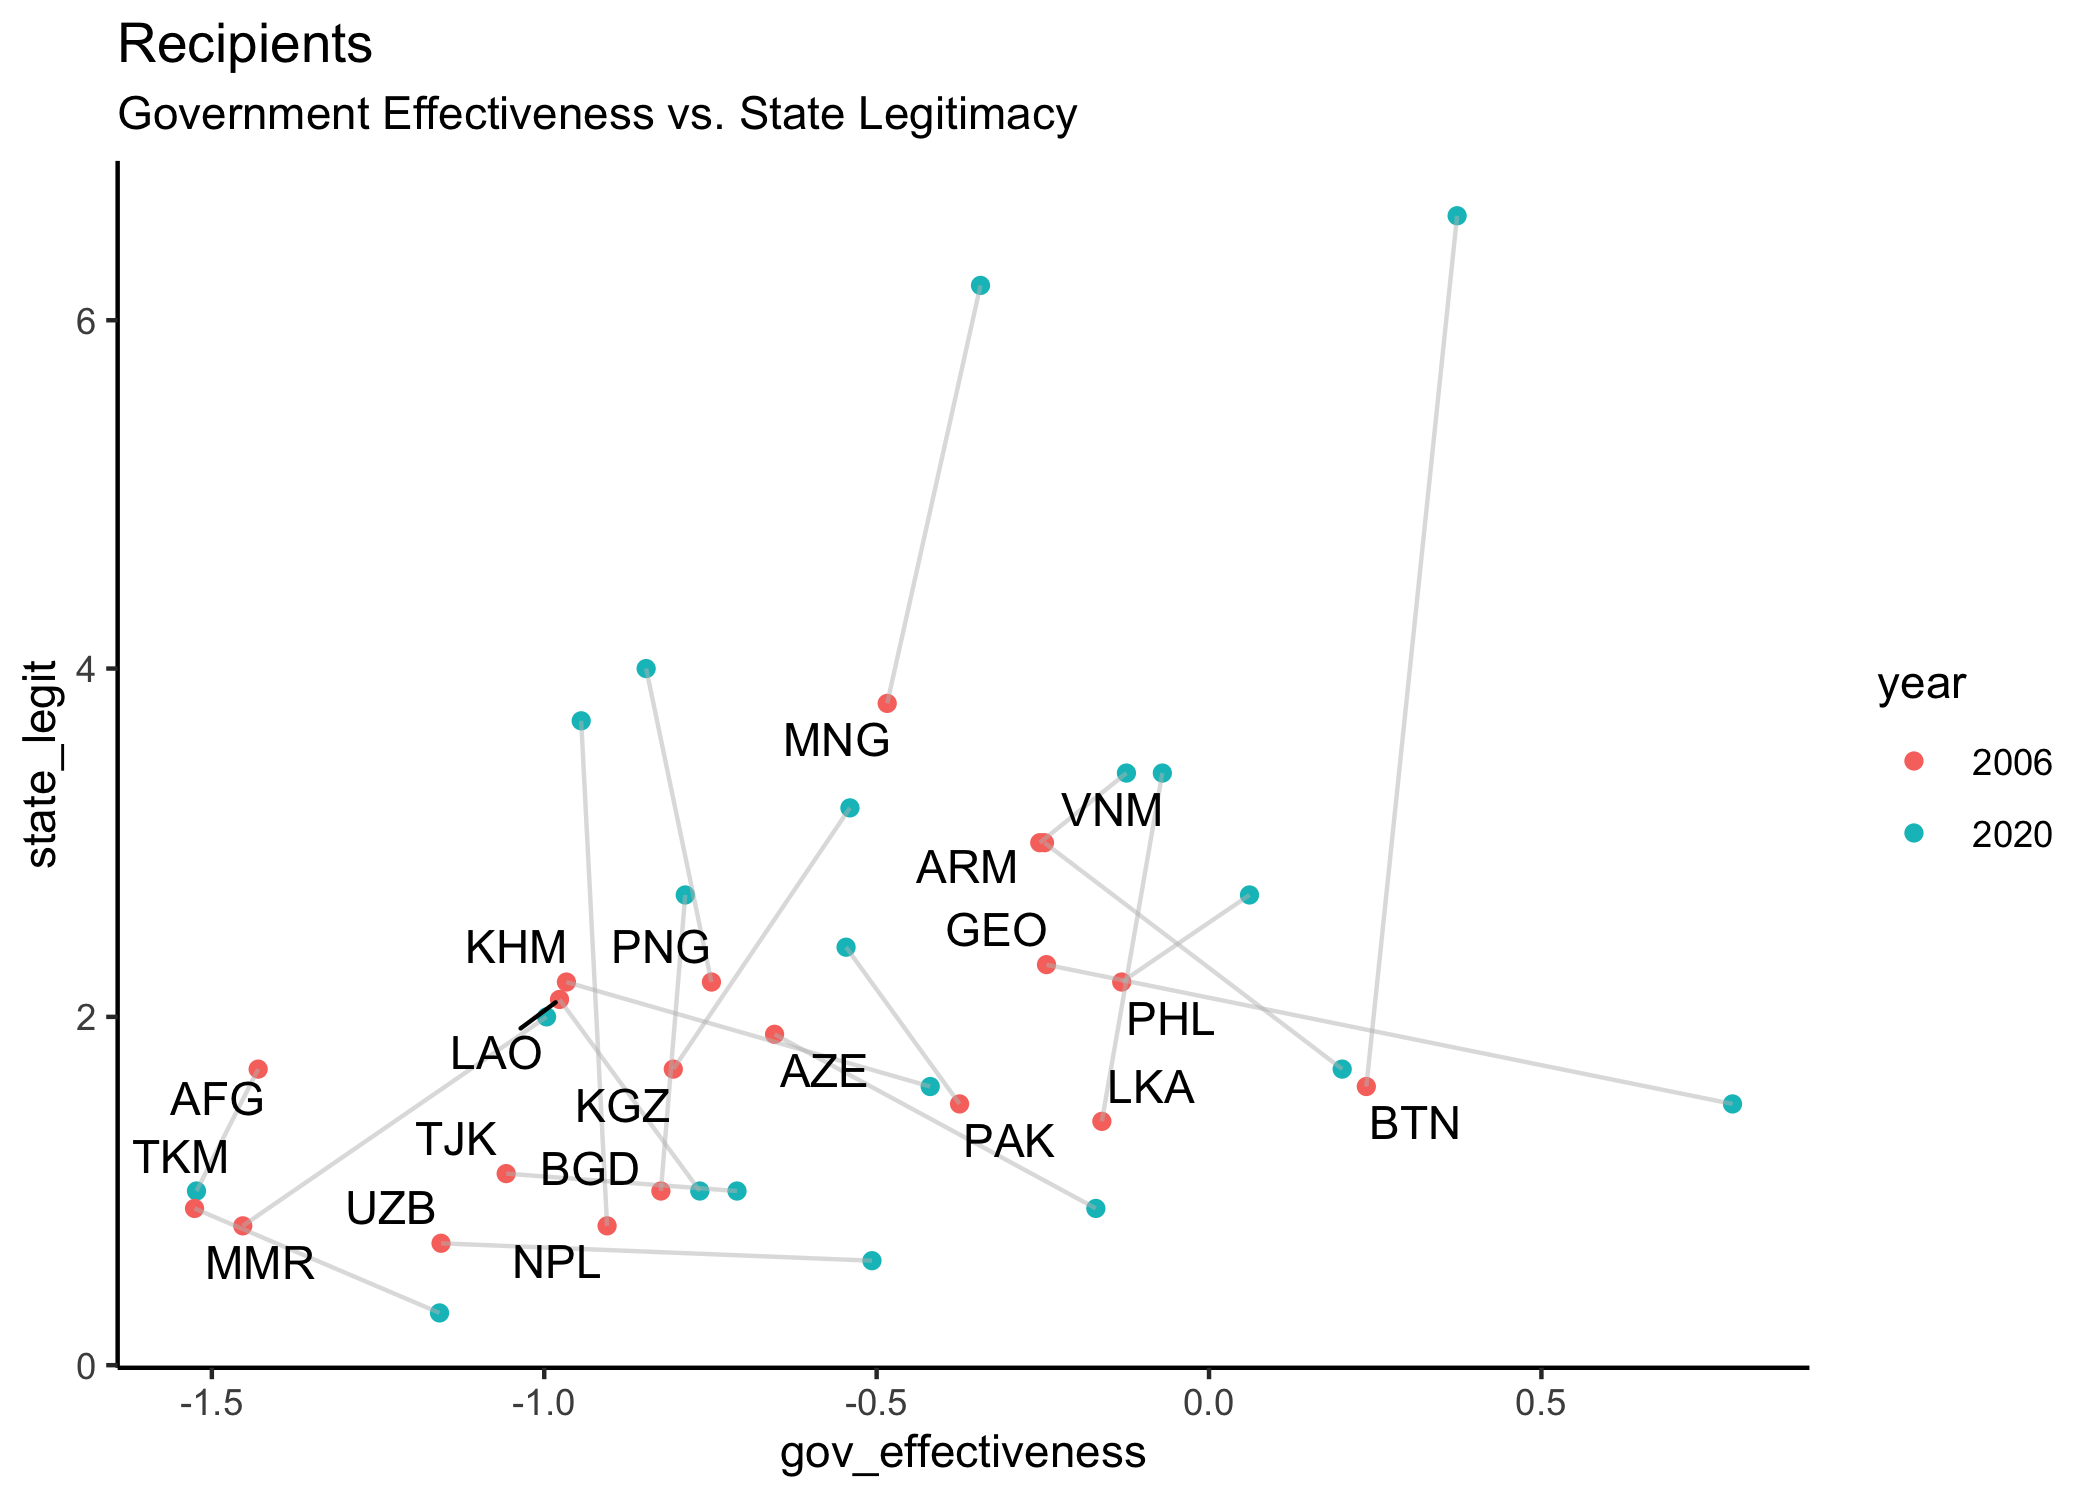 Recipients
Government Effectiveness vs. State Legitimacy
6
4
2
0
state_legit
MNG
VNM
ARM
GEO
KHM
PNG
PHL
LAO
AZE
AFG
KGZ
LKA
BTN
TJK
PAK
TKM
BGD
UZB
MMR
NPL
-1.5
-1.0
-0.5
0.0
0.5
gov_effectiveness
year
2006
2020